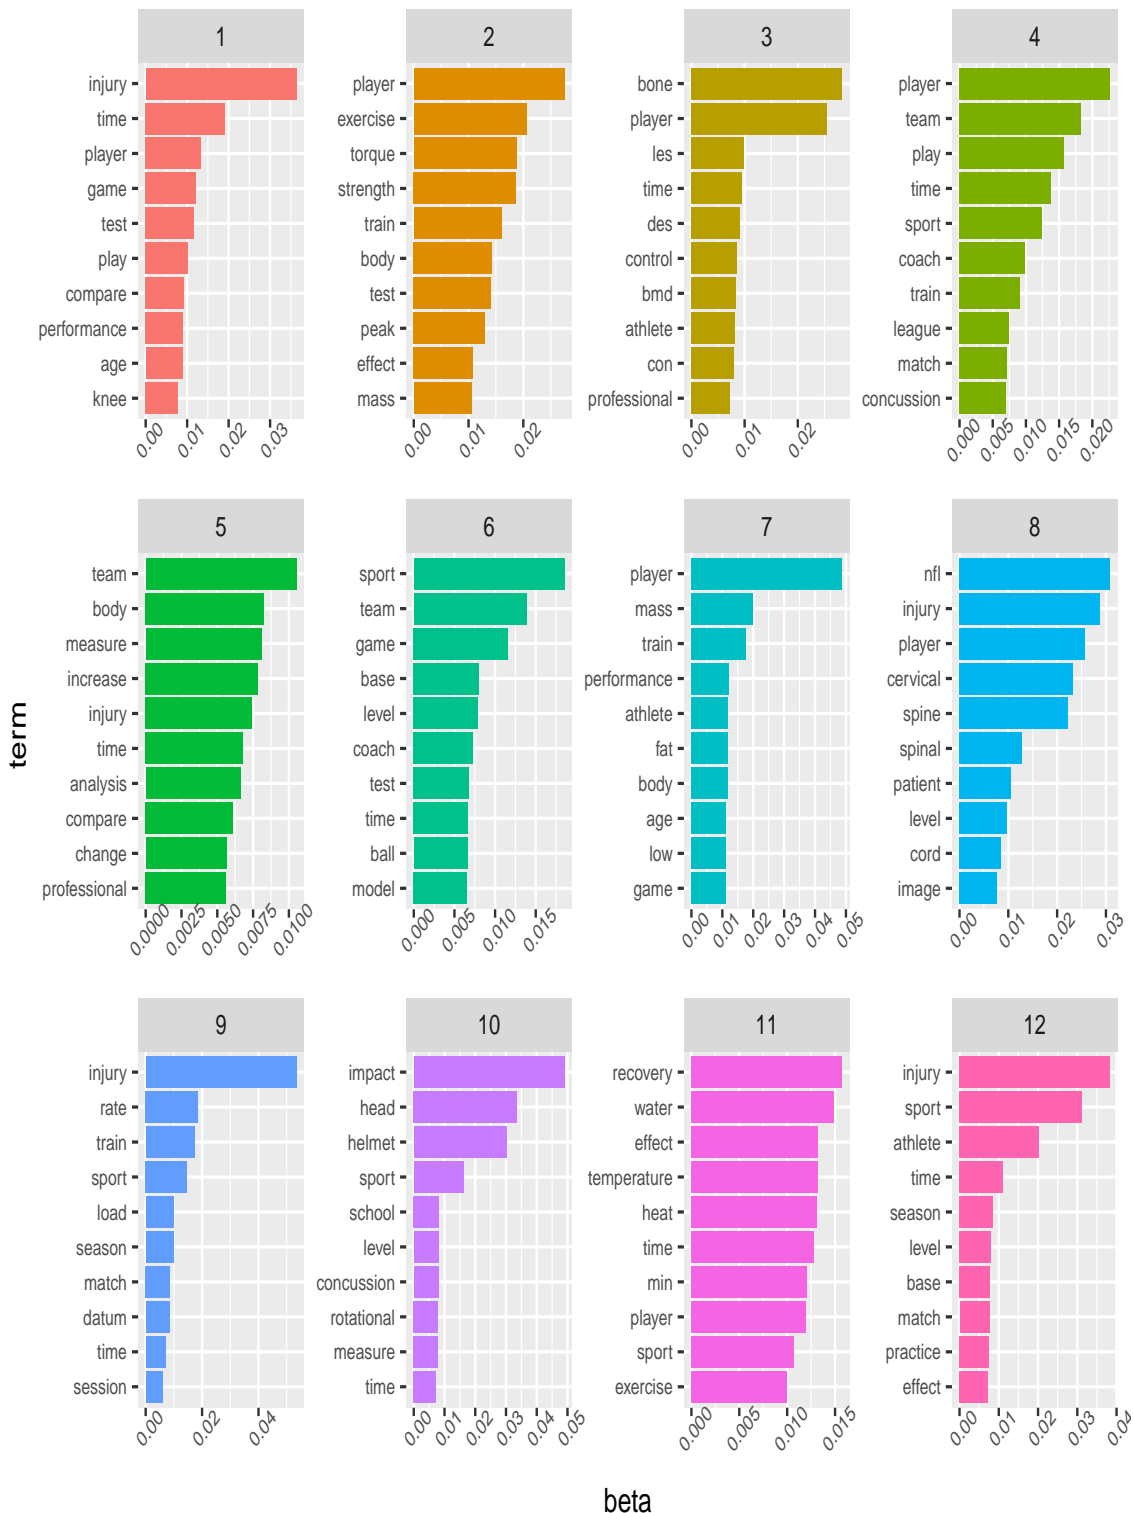 1
injury
time
player
game
test
play
compare
performance
age
knee
0.00 0.01 0.02 0.03
2
player
exercise
torque
strength
train
body
test
peak
effect
mass
0.00 0.01 0.02
3
bone
player
les
time
des
control
bmd
athlete
con
professional
0.00 0.01 0.02
4
player
team
play
time
sport
coach
train
league
match
concussion
0.000 0.005 0.010 0.015 0.020
term
5
team
body
measure
increase
injury
time
analysis
compare
change
professional
0.0000 0.0025 0.0050 0.0075 0.0100
6
sport
team
game
base
level
coach
test
time
ball
model
0.000 0.005 0.010 0.015
7
player
mass
train
performance
athlete
fat
body
age
low
game
0.00 0.01 0.02 0.03 0.04 0.05
8
nfl
injury
player
cervical
spine
spinal
patient
level
cord
image
0.00 0.01 0.02 0.03
9
injury
rate
train
sport
load
season
match
datum
time
session
0.00 0.02 0.04
10
impact
head
helmet
sport
school
level
concussion
rotational
measure
time
0.00 0.01 0.02 0.03 0.04 0.05
11
recovery
water
effect
temperature
heat
time
min
player
sport
exercise
0.000 0.005 0.010 0.015
12
injury
sport
athlete
time
season
level
base
match
practice
effect
0.00 0.01 0.02 0.03 0.04
beta